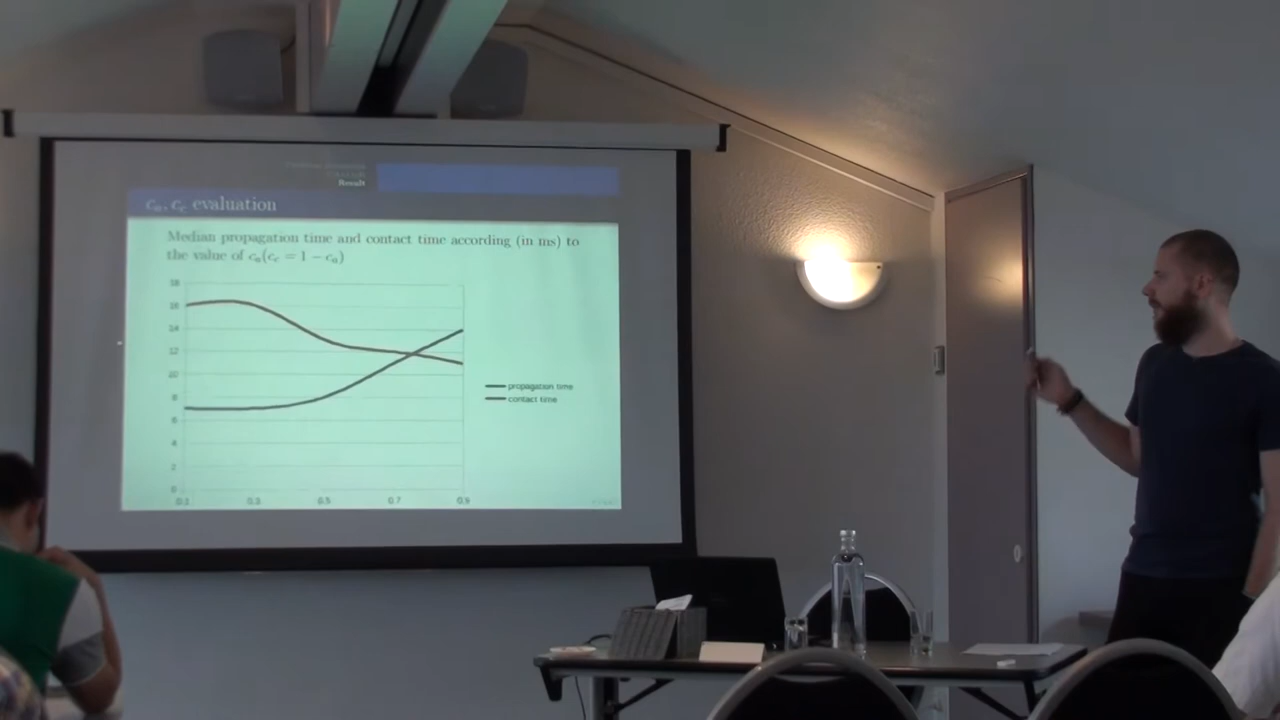 Result
c_a, c_c evaluation
Median propagation time and contact time according (in ms) to
the value of c_a(c_c = 1 − c_a)
18
16
14
12
10
8
6
4
2
0
propagation time
contact time
0.1 0.3 0.5 0.7 0.9